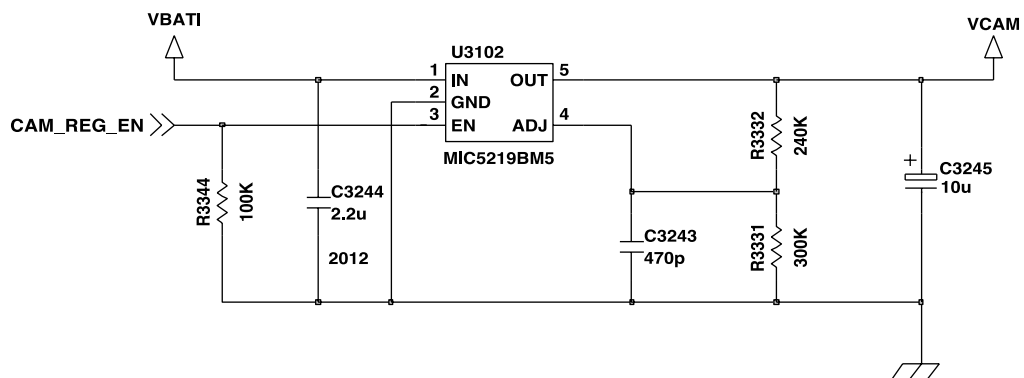 VBATI
VCAM
U3102
1 IN OUT 5
2 GND
3 EN ADJ 4
CAM_REG_EN
MIC5219BM5
R3344
100K
C3244
2.2u
2012
C3243
470p
R3332
240K
R3331
300K
+
C3245
10u